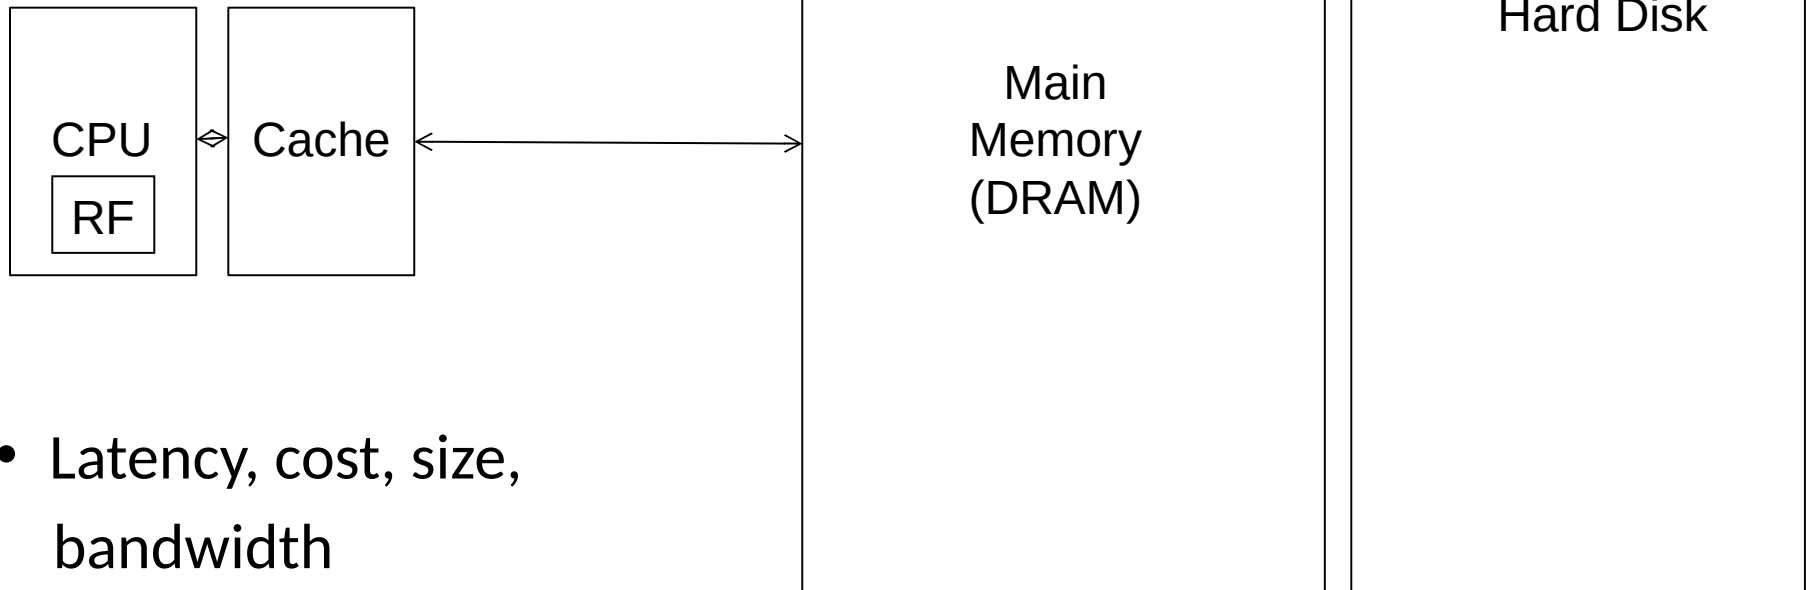 Hard Disk
Main
Memory
(DRAM)
CPU
Cache
RF
• Latency, cost, size,
bandwidth